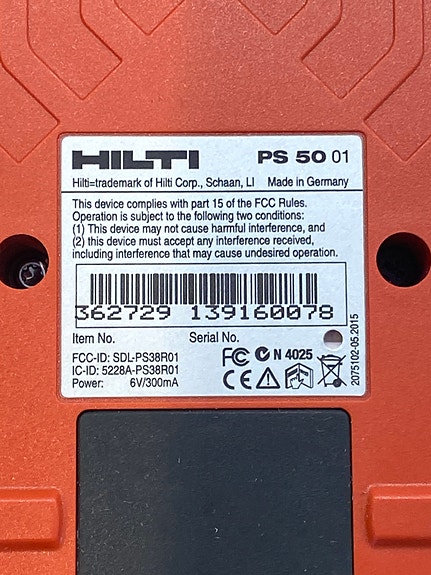 HILTI PS 50 01
Hilti=trademark of Hilti Corp., Schaan, LI Made in Germany
This device complies with part 15 of the FCC Rules.
Operation is subject to the following two conditions:
(1) This device may not cause harmful interference, and
(2) this device must accept any interference received,
including interference that may cause undesired operation.
362729 139160078
Item No. Serial No.
FCC-ID: SDL-PS38R01
IC-ID: 5228A-PS38R01
Power: 6V/300mA
FC N 4025
CE
2075102-05.2015